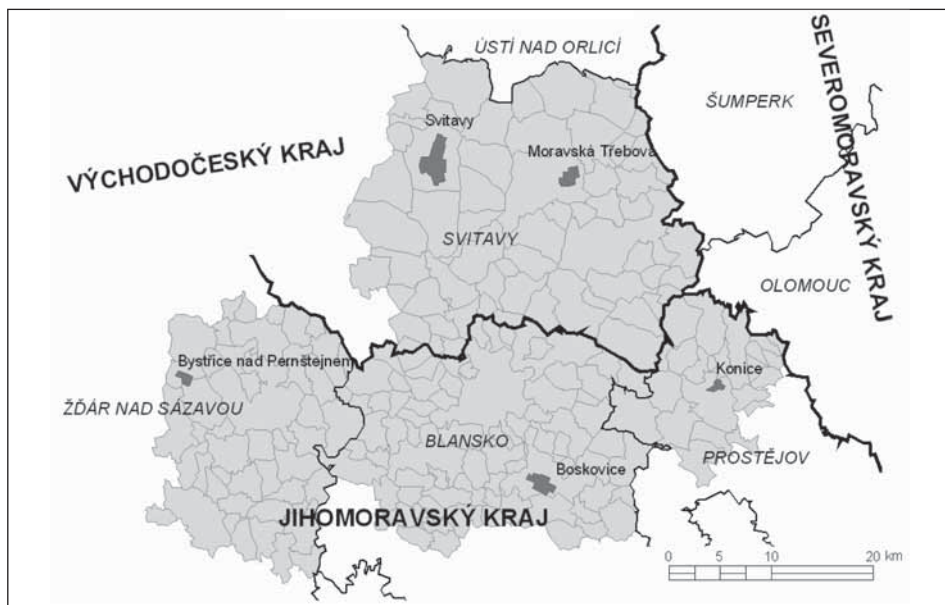 ÚSTÍ NAD ORLICÍ
SEVEROMORAVSKÝ KRAJ
ŠUMPERK
Svitavy
VÝCHODOČESKÝ KRAJ
Moravská Třebová
SVITAVY
OLOMOUC
Bystřice nad Pernštejnem
Konice
ŽĎÁR NAD SÁZAVOU
BLANSKO
PROSTĚJOV
Boskovice
JIHOMORAVSKÝ KRAJ
0 5 10 20 km